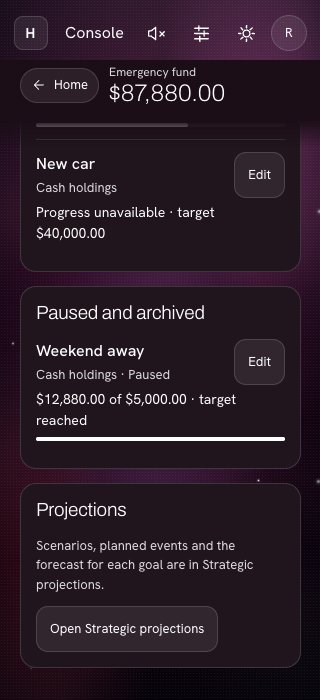 H Console R
← Home
Emergency fund
$87,880.00
New car
Edit
Cash holdings
Progress unavailable · target
$40,000.00
Paused and archived
Weekend away
Edit
Cash holdings · Paused
$12,880.00 of $5,000.00 · target
reached
Projections
Scenarios, planned events and the
forecast for each goal are in Strategic
projections.
Open Strategic projections